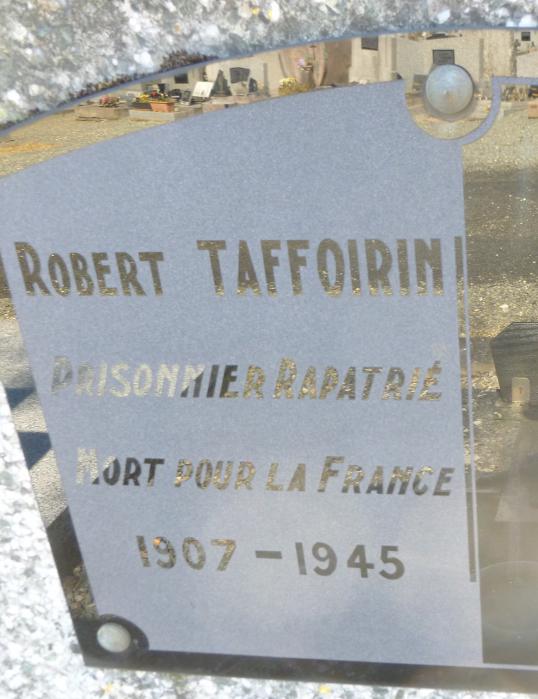 ROBERT TAFFOIRIN
PRISONNIER RAPATRIÉ
MORT POUR LA FRANCE
1907 - 1945